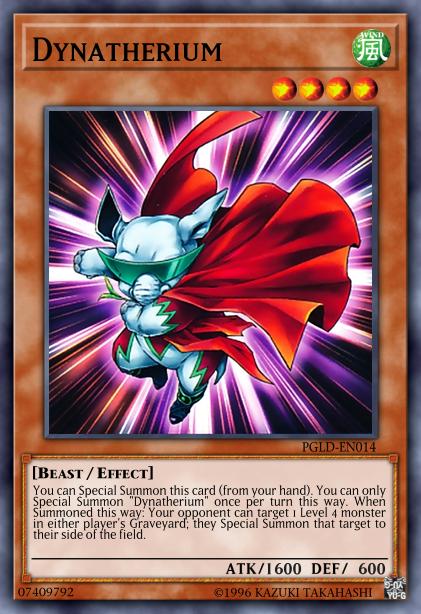 DYNATHERIUM
WIND
風
PGLD-EN014
[BEAST / EFFECT]
You can Special Summon this card (from your hand). You can only
Special Summon "Dynatherium" once per turn this way. When
Summoned this way: Your opponent can target 1 Level 4 monster
in either player's Graveyard; they Special Summon that target to
their side of the field.
ATK/1600 DEF/ 600
07409792 ©1996 KAZUKI TAKAHASHI